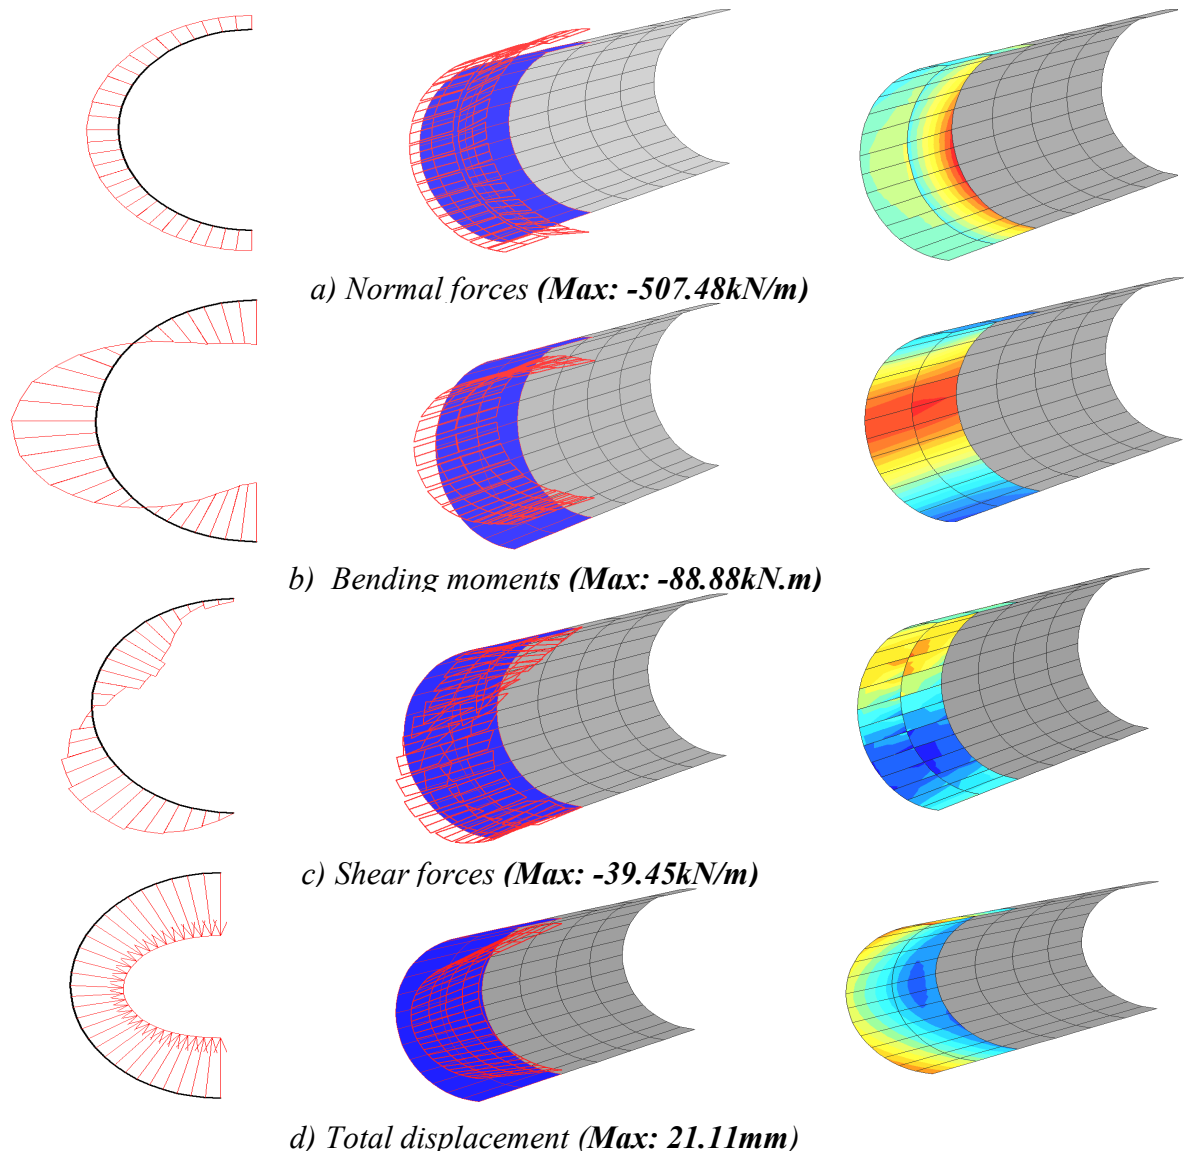 a) Normal forces (Max: -507.48kN/m)
b) Bending moments (Max: -88.88kN.m)
c) Shear forces (Max: -39.45kN/m)
d) Total displacement (Max: 21.11mm)